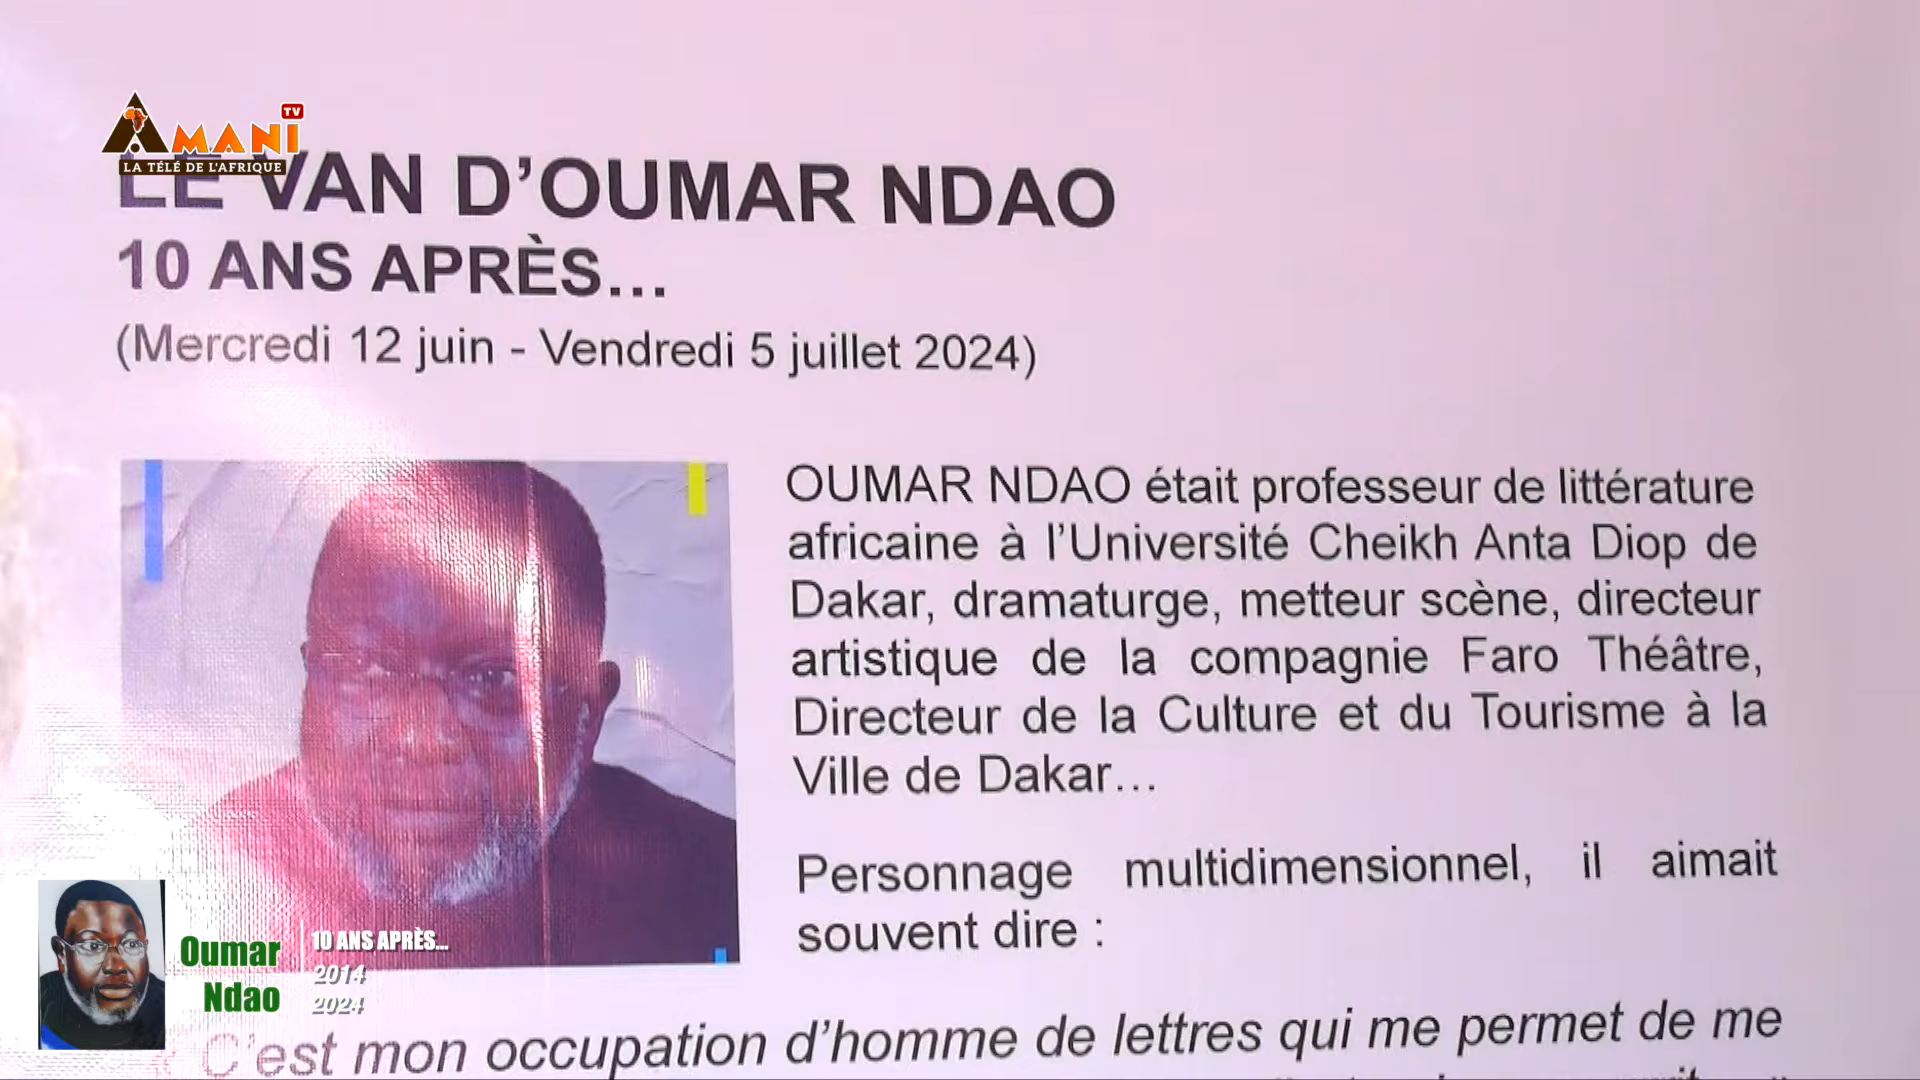 AMANI TV
LA TÉLÉ DE L'AFRIQUE
LE VAN D'OUMAR NDAO
10 ANS APRÈS...
(Mercredi 12 juin - Vendredi 5 juillet 2024)
OUMAR NDAO était professeur de littérature
africaine à l'Université Cheikh Anta Diop de
Dakar, dramaturge, metteur scène, directeur
artistique de la compagnie Faro Théâtre,
Directeur de la Culture et du Tourisme à la
Ville de Dakar...
Personnage multidimensionnel, il aimait
souvent dire :
« C'est mon occupation d'homme de lettres qui me permet de me
Oumar
Ndao
10 ANS APRÈS...
2014
2024